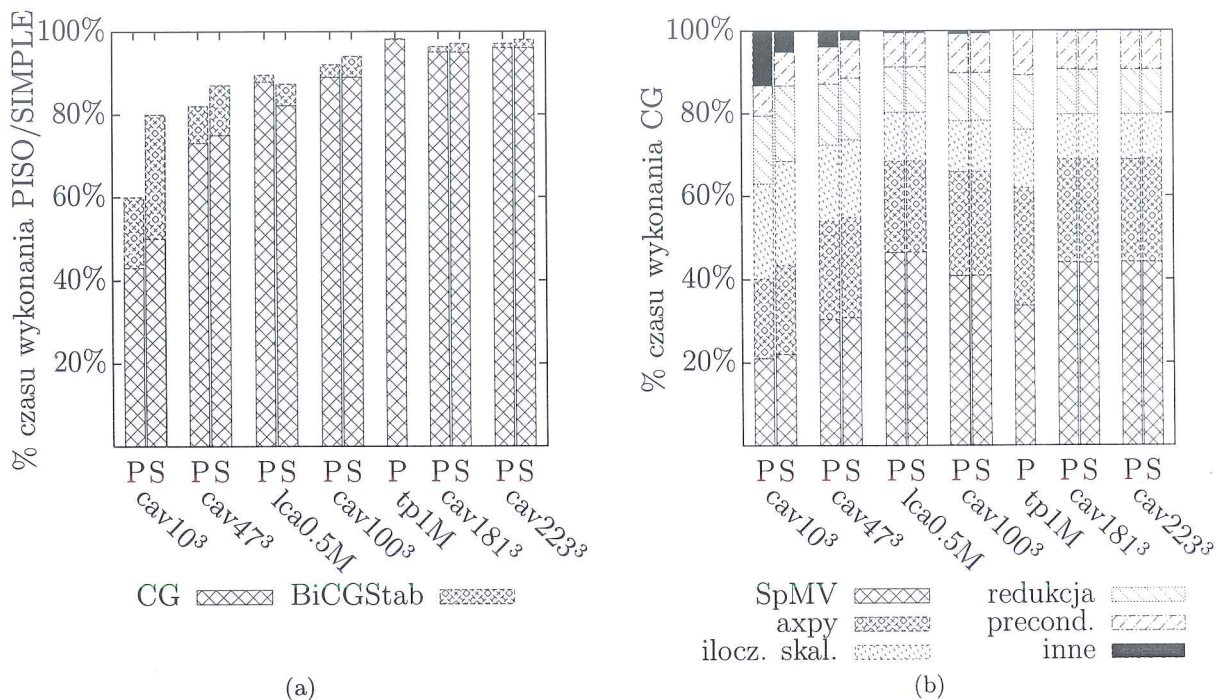 % czasu wykonania PISO/SIMPLE
100%
80%
60%
40%
20%
P S P S P S P S P P S P S
cav10³
cav47³
lca0.5M
cav100³
tp1M
cav181³
cav223³
CG BiCGStab
(a)
% czasu wykonania CG
100%
80%
60%
40%
20%
P S P S P S P S P P S P S
cav10³
cav47³
lca0.5M
cav100³
tp1M
cav181³
cav223³
SpMV redukcja
axpy precond.
ilocz. skal. inne
(b)